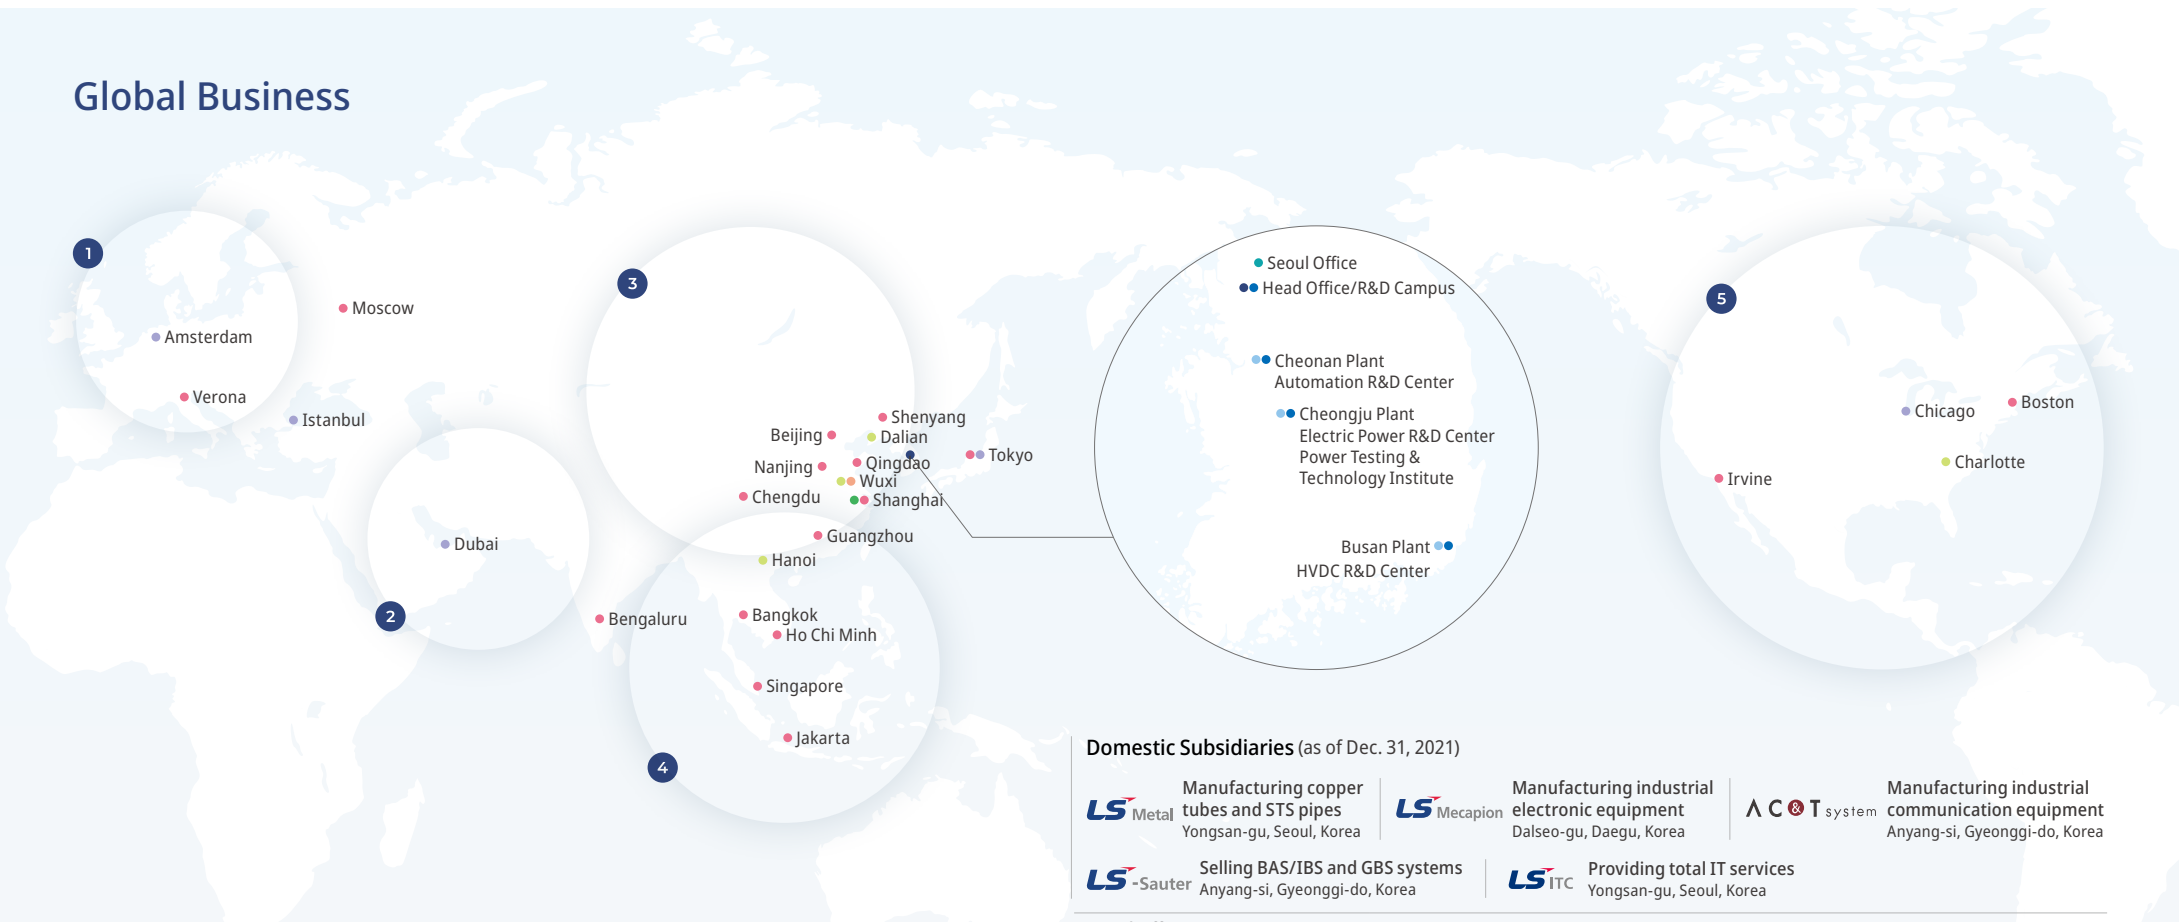 Global Business
1
Moscow
Amsterdam
Verona
Istanbul
2
Dubai
Bengaluru
3
Shenyang
Beijing
Dalian
Nanjing
Qingdao
Tokyo
Wuxi
Chengdu
Shanghai
Guangzhou
Hanoi
Bangkok
Ho Chi Minh
Singapore
Jakarta
4
Seoul Office
Head Office/R&D Campus
Cheonan Plant
Automation R&D Center
Cheongju Plant
Electric Power R&D Center
Power Testing &
Technology Institute
Busan Plant
HVDC R&D Center
5
Chicago
Boston
Charlotte
Irvine
Domestic Subsidiaries (as of Dec. 31, 2021)
LS Metal
Manufacturing copper
tubes and STS pipes
Yongsan-gu, Seoul, Korea
LS Mecapion
Manufacturing industrial
electronic equipment
Dalseo-gu, Daegu, Korea
AC&T system
Manufacturing industrial
communication equipment
Anyang-si, Gyeonggi-do, Korea
LS-Sauter
Selling BAS/IBS and GBS systems
Anyang-si, Gyeonggi-do, Korea
LS ITC
Providing total IT services
Yongsan-gu, Seoul, Korea